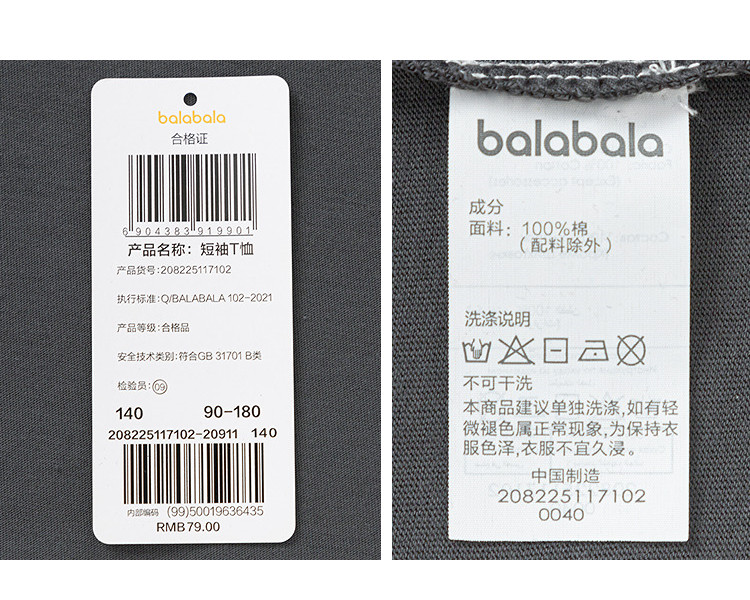 balabala
合格证
6 904383 919901
产品名称：短袖T恤
产品货号:208225117102
执行标准: Q/BALABALA 102-2021
产品等级: 合格品
安全技术类别: 符合GB 31701 B类
检验员: 09
140 90-180
208225117102-20911 140
内部编码 (99)50019636435
RMB79.00
balabala
成分
面料：100%棉
（配料除外）
洗涤说明
不可干洗
本商品建议单独洗涤,如有轻
微褪色属正常现象,为保持衣
服色泽,衣服不宜久浸。
中国制造
208225117102
0040